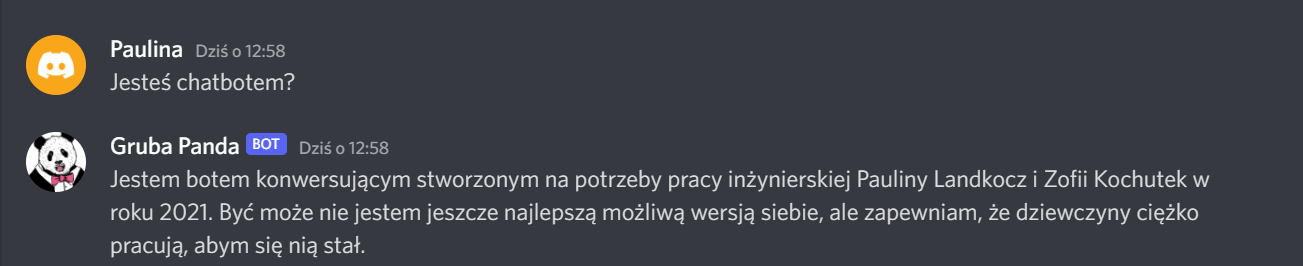 Paulina Dziś o 12:58
Jesteś chatbotem?
Gruba Panda BOT Dziś o 12:58
Jestem botem konwersującym stworzonym na potrzeby pracy inżynierskiej Pauliny Landkocz i Zofii Kochutek w
roku 2021. Być może nie jestem jeszcze najlepszą możliwą wersją siebie, ale zapewniam, że dziewczyny ciężko
pracują, abym się nią stał.